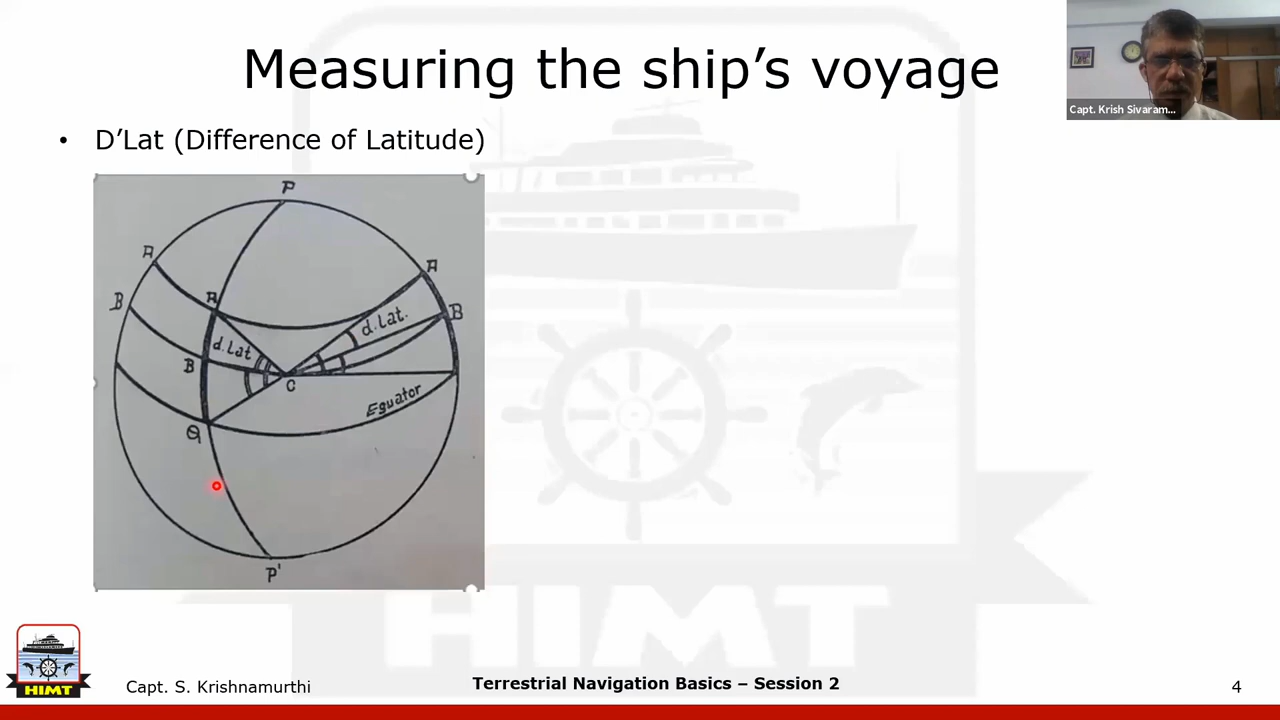 Measuring the ship’s voyage
Capt. Krish Sivaram...
• D’Lat (Difference of Latitude)
P
A
A
B
A
B
d.Lat.
d.Lat
B
C
Equator
Q
P'
HIMT
HIMT
Capt. S. Krishnamurthi
Terrestrial Navigation Basics – Session 2
4